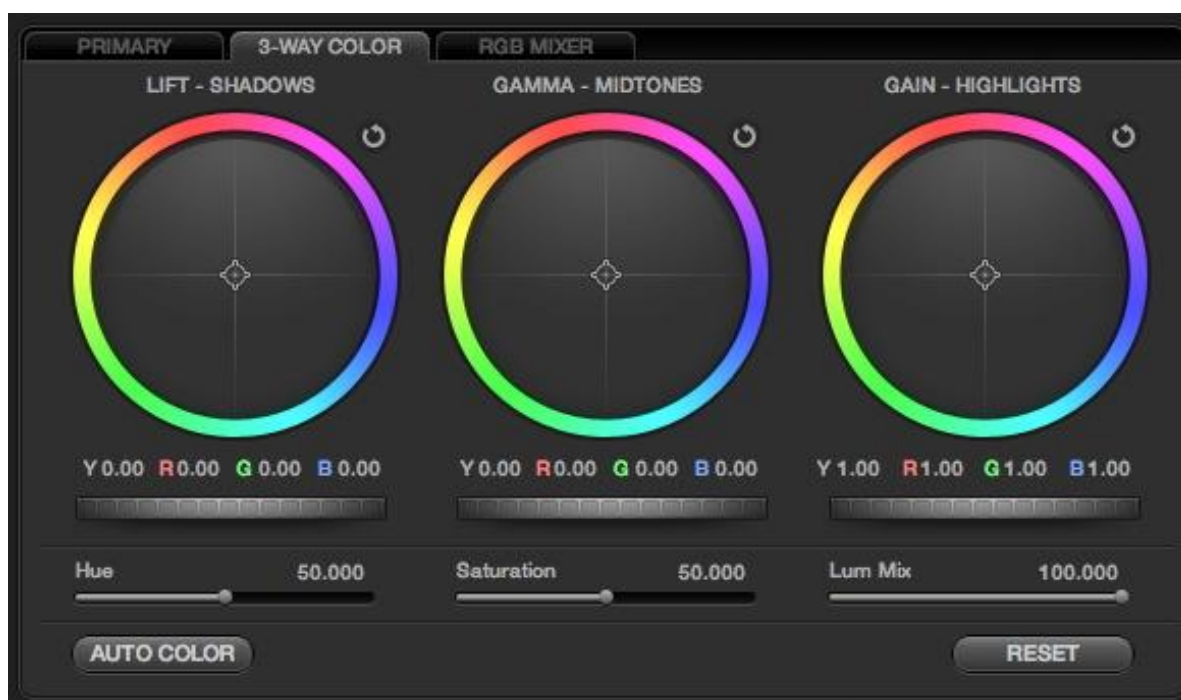 PRIMARY 3-WAY COLOR RGB MIXER
LIFT - SHADOWS GAMMA - MIDTONES GAIN - HIGHLIGHTS
Y 0.00 R 0.00 G 0.00 B 0.00 Y 0.00 R 0.00 G 0.00 B 0.00 Y 1.00 R 1.00 G 1.00 B 1.00
Hue 50.000 Saturation 50.000 Lum Mix 100.000
AUTO COLOR RESET